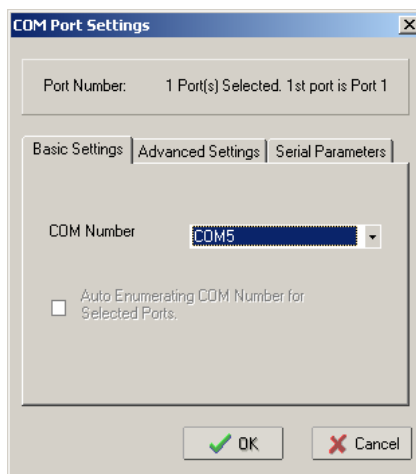 COM Port Settings
Port Number: 1 Port(s) Selected. 1st port is Port 1
Basic Settings Advanced Settings Serial Parameters
COM Number COM5
Auto Enumerating COM Number for
Selected Ports.
OK Cancel